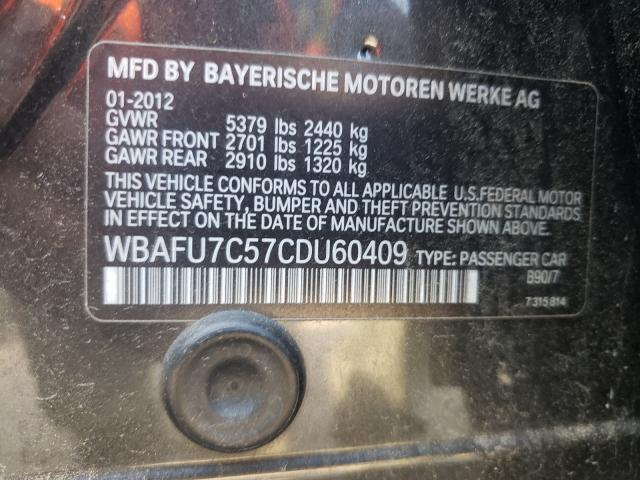 MFD BY BAYERISCHE MOTOREN WERKE AG
01-2012
GVWR 5379 lbs 2440 kg
GAWR FRONT 2701 lbs 1225 kg
GAWR REAR 2910 lbs 1320 kg
THIS VEHICLE CONFORMS TO ALL APPLICABLE U.S.FEDERAL MOTOR
VEHICLE SAFETY, BUMPER AND THEFT PREVENTION STANDARDS
IN EFFECT ON THE DATE OF MANUFACTURE SHOWN ABOVE.
WBAFU7C57CDU60409 TYPE: PASSENGER CAR
B90/7
7 315 814